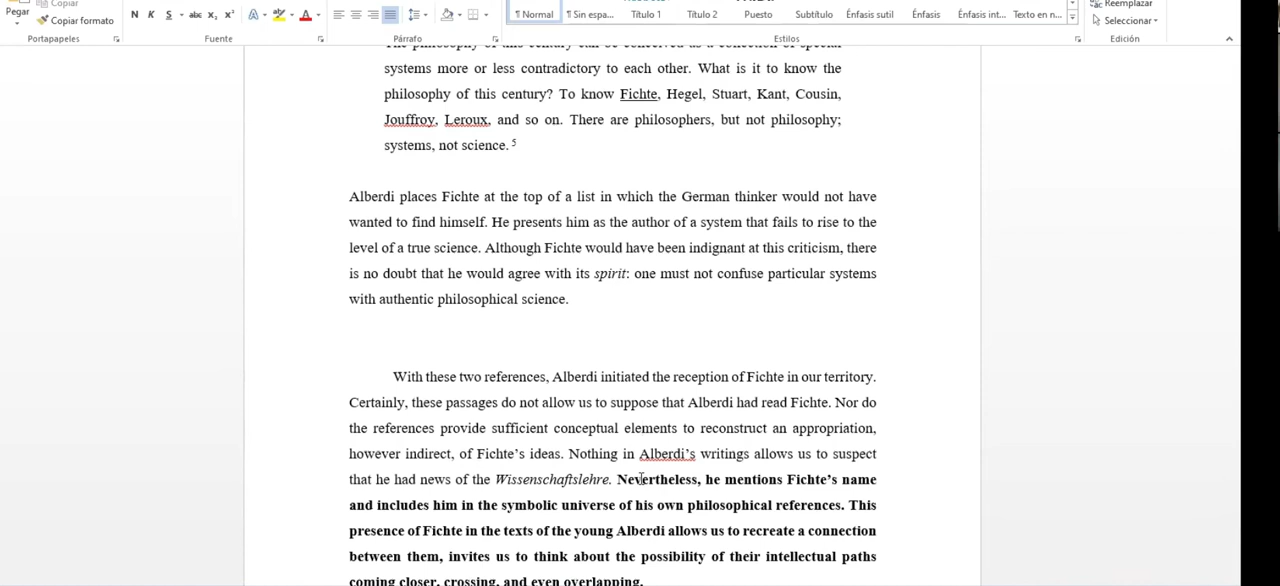 Copiar
Reemplazar
Pegar
Copiar formato
N K S abc x₂ x² A A
¶ Normal
¶ Sin espa...
Título 1
Título 2
Puesto
Subtítulo
Énfasis sutil
Énfasis
Énfasis int...
Texto en n...
Seleccionar
Portapapeles
Fuente
Párrafo
Estilos
Edición
The philosophy of this century can be conceived as a collection of special
systems more or less contradictory to each other. What is it to know the
philosophy of this century? To know Fichte, Hegel, Stuart, Kant, Cousin,
Jouffroy, Leroux, and so on. There are philosophers, but not philosophy;
systems, not science. 5
Alberdi places Fichte at the top of a list in which the German thinker would not have
wanted to find himself. He presents him as the author of a system that fails to rise to the
level of a true science. Although Fichte would have been indignant at this criticism, there
is no doubt that he would agree with its spirit: one must not confuse particular systems
with authentic philosophical science.
With these two references, Alberdi initiated the reception of Fichte in our territory.
Certainly, these passages do not allow us to suppose that Alberdi had read Fichte. Nor do
the references provide sufficient conceptual elements to reconstruct an appropriation,
however indirect, of Fichte’s ideas. Nothing in Alberdi’s writings allows us to suspect
that he had news of the Wissenschaftslehre. Nevertheless, he mentions Fichte’s name
and includes him in the symbolic universe of his own philosophical references. This
presence of Fichte in the texts of the young Alberdi allows us to recreate a connection
between them, invites us to think about the possibility of their intellectual paths
coming closer, crossing, and even overlapping.